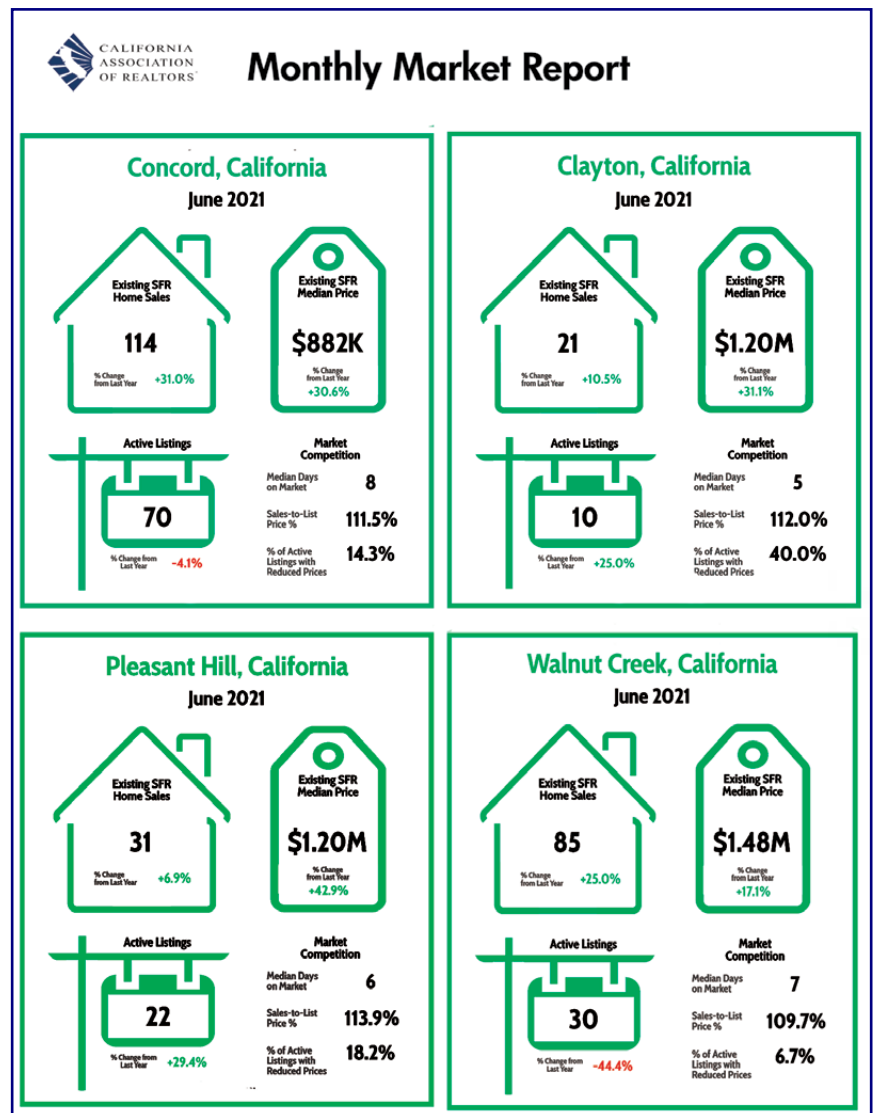 CALIFORNIA
ASSOCIATION
OF REALTORS®
Monthly Market Report
Concord, California
June 2021
Existing SFR
Home Sales
114
% Change
from Last Year
+31.0%
Existing SFR
Median Price
$882K
% Change
from Last Year
+30.6%
Active Listings
70
% Change from
Last Year
-4.1%
Market
Competition
Median Days
on Market
8
Sales-to-List
Price %
111.5%
% of Active
Listings with
Reduced Prices
14.3%
Clayton, California
June 2021
Existing SFR
Home Sales
21
% Change
from Last Year
+10.5%
Existing SFR
Median Price
$1.20M
% Change
from Last Year
+31.1%
Active Listings
10
% Change from
Last Year
+25.0%
Market
Competition
Median Days
on Market
5
Sales-to-List
Price %
112.0%
% of Active
Listings with
Reduced Prices
40.0%
Pleasant Hill, California
June 2021
Existing SFR
Home Sales
31
% Change
from Last Year
+6.9%
Existing SFR
Median Price
$1.20M
% Change
from Last Year
+42.9%
Active Listings
22
% Change from
Last Year
+29.4%
Market
Competition
Median Days
on Market
6
Sales-to-List
Price %
113.9%
% of Active
Listings with
Reduced Prices
18.2%
Walnut Creek, California
June 2021
Existing SFR
Home Sales
85
% Change
from Last Year
+25.0%
Existing SFR
Median Price
$1.48M
% Change
from Last Year
+17.1%
Active Listings
30
% Change from
Last Year
-44.4%
Market
Competition
Median Days
on Market
7
Sales-to-List
Price %
109.7%
% of Active
Listings with
Reduced Prices
6.7%